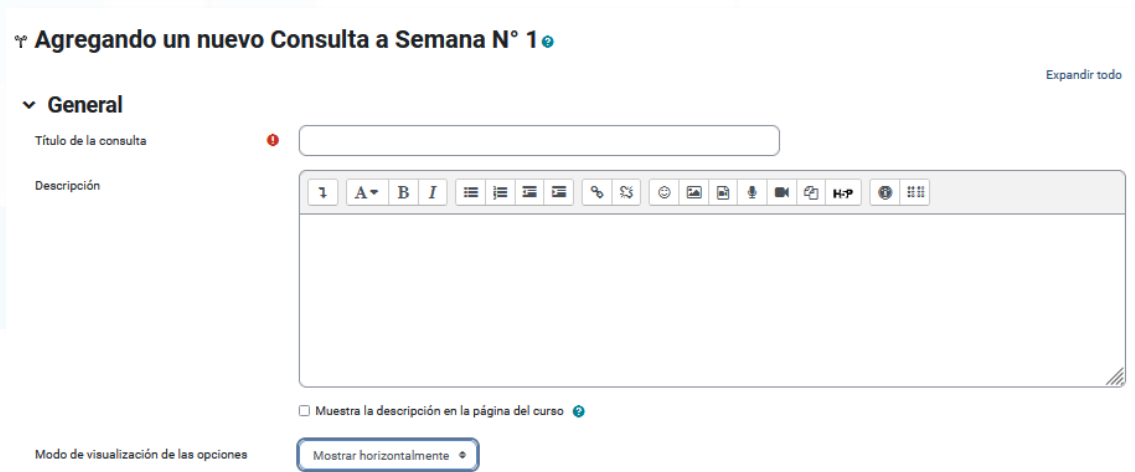 Agregando un nuevo Consulta a Semana N° 1
Expandir todo
General
Título de la consulta
Descripción
A B I H-P
Muestra la descripción en la página del curso
Modo de visualización de las opciones Mostrar horizontalmente